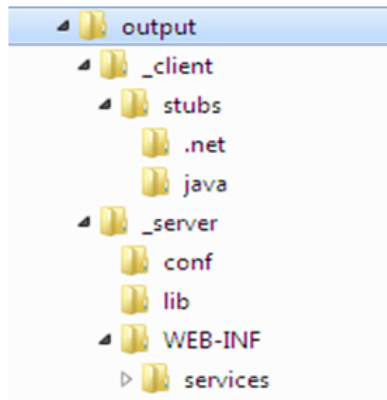 output
_client
stubs
.net
java
_server
conf
lib
WEB-INF
services